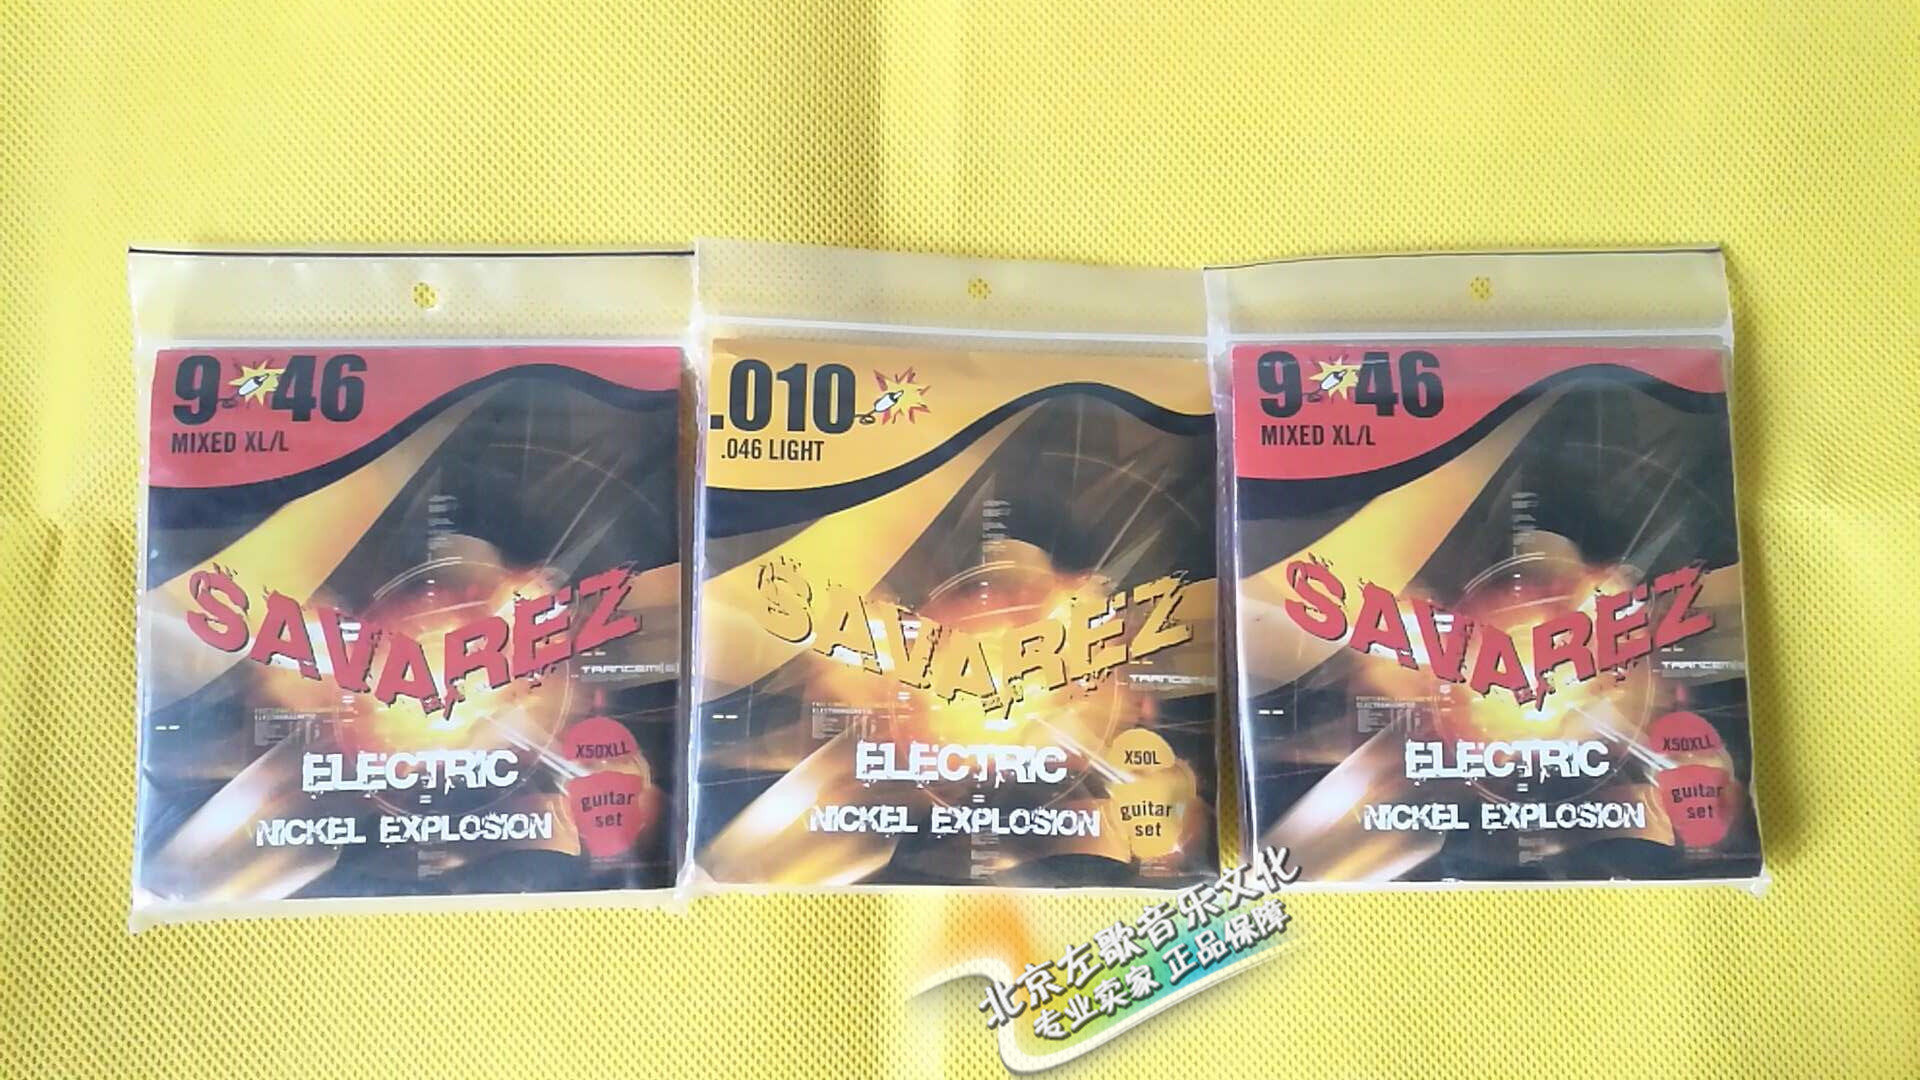 9 46
MIXED XL/L
SAVAREZ
TRANCEM[S]
ELECTRIC
X50XLL
guitar
set
NICKEL EXPLOSION
.010
.046 LIGHT
SAVAREZ
ELECTRIC
X50L
guitar
set
NICKEL EXPLOSION
9 46
MIXED XL/L
SAVAREZ
ELECTRIC
X50XLL
guitar
set
NICKEL EXPLOSION
北京左歌音乐文化
专业卖家 正品保障